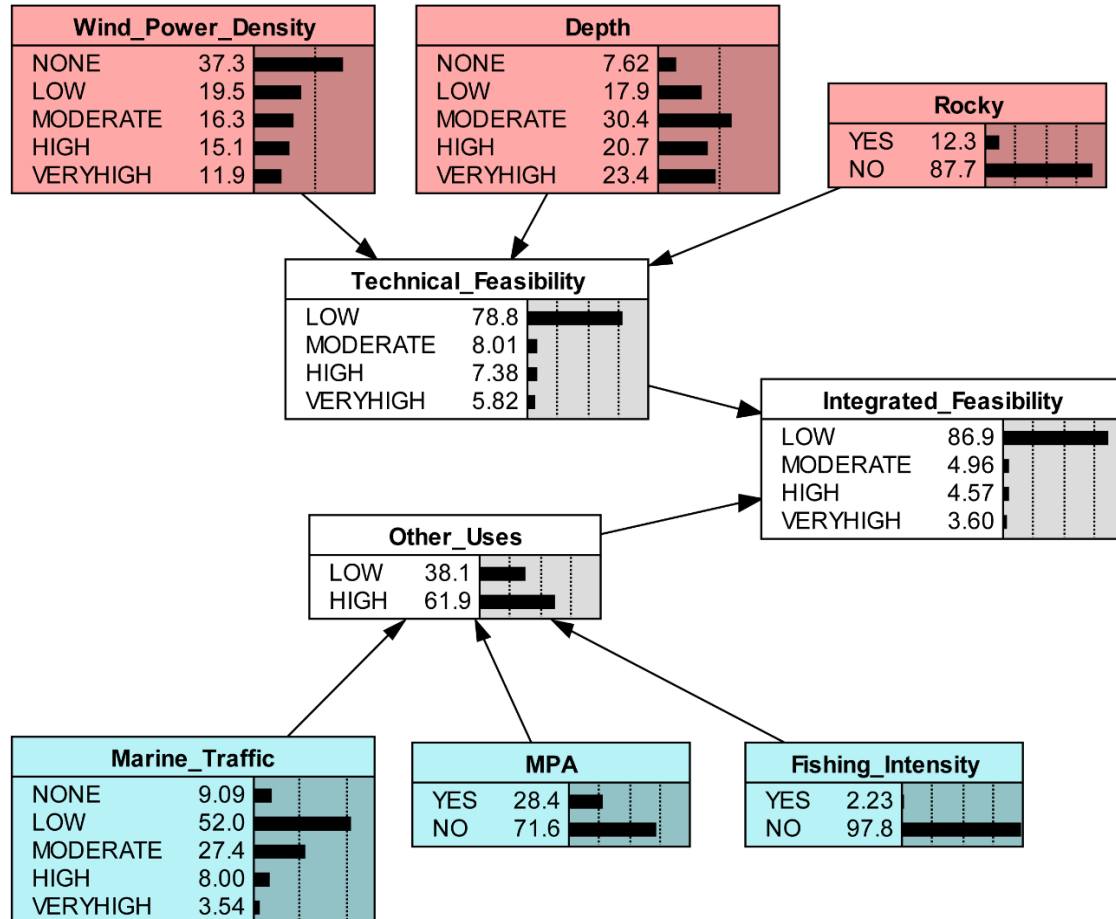 Wind_Power_Density
NONE 37.3
LOW 19.5
MODERATE 16.3
HIGH 15.1
VERYHIGH 11.9
Depth
NONE 7.62
LOW 17.9
MODERATE 30.4
HIGH 20.7
VERYHIGH 23.4
Rocky
YES 12.3
NO 87.7
Technical_Feasibility
LOW 78.8
MODERATE 8.01
HIGH 7.38
VERYHIGH 5.82
Integrated_Feasibility
LOW 86.9
MODERATE 4.96
HIGH 4.57
VERYHIGH 3.60
Other_Uses
LOW 38.1
HIGH 61.9
Marine_Traffic
NONE 9.09
LOW 52.0
MODERATE 27.4
HIGH 8.00
VERYHIGH 3.54
MPA
YES 28.4
NO 71.6
Fishing_Intensity
YES 2.23
NO 97.8